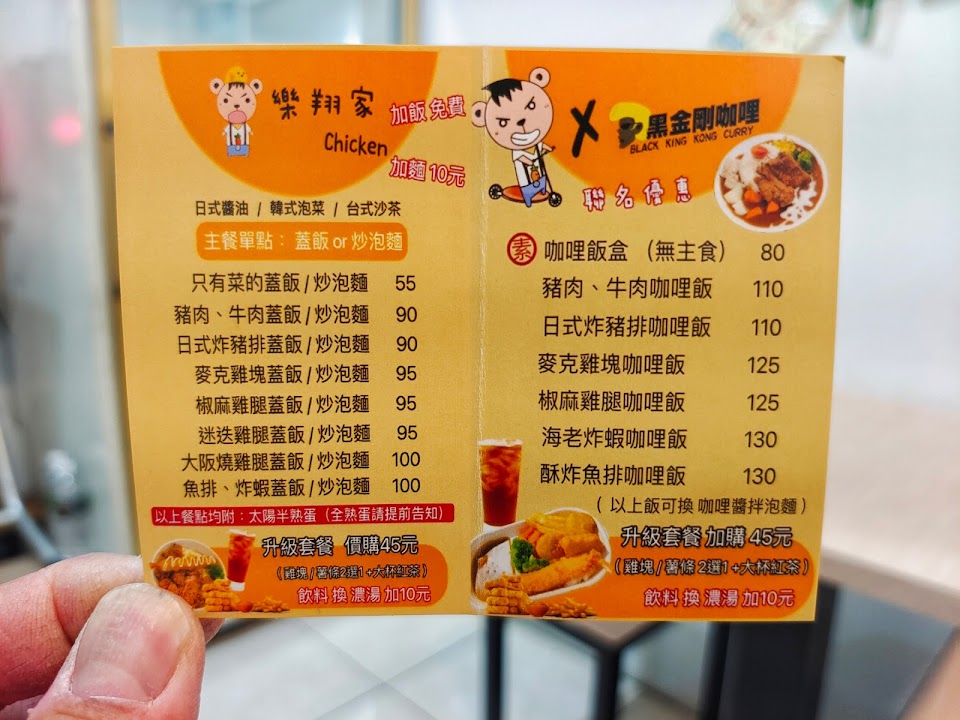 樂翔家
Chicken
加飯 免費
加麵 10元
日式醬油 / 韓式泡菜 / 台式沙茶
主餐單點： 蓋飯 or 炒泡麵
只有菜的蓋飯 / 炒泡麵 55
豬肉、牛肉蓋飯 / 炒泡麵 90
日式炸豬排蓋飯 / 炒泡麵 90
麥克雞塊蓋飯 / 炒泡麵 95
椒麻雞腿蓋飯 / 炒泡麵 95
迷迭雞腿蓋飯 / 炒泡麵 95
大阪燒雞腿蓋飯 / 炒泡麵 100
魚排、炸蝦蓋飯 / 炒泡麵 100
以上餐點均附：太陽半熟蛋（全熟蛋請提前告知）
升級套餐 價購45元
（ 雞塊 / 薯條2選1 +大杯紅茶 ）
飲料 換 濃湯 加10元
X
黑金剛咖哩
BLACK KING KONG CURRY
聯名優惠
素 咖哩飯盒 （無主食） 80
豬肉、牛肉咖哩飯 110
日式炸豬排咖哩飯 110
麥克雞塊咖哩飯 125
椒麻雞腿咖哩飯 125
海老炸蝦咖哩飯 130
酥炸魚排咖哩飯 130
（ 以上飯可換 咖哩醬拌泡麵 ）
升級套餐 加購 45元
（ 雞塊 / 薯條 2選1 +大杯紅茶 ）
飲料 換 濃湯 加10元